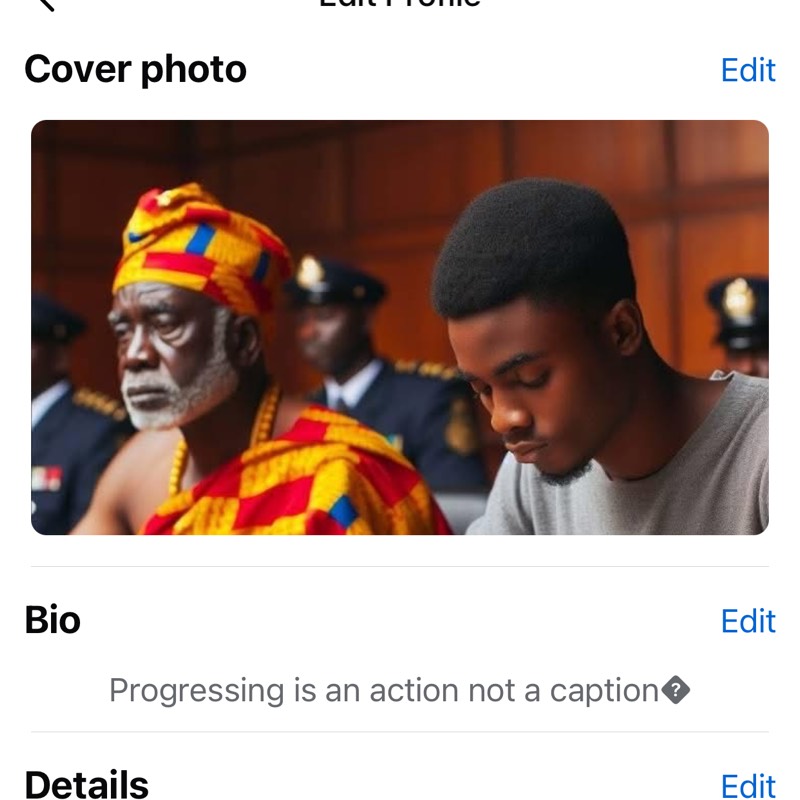 Edit Profile
Cover photo
Edit
Bio
Edit
Progressing is an action not a caption�
Details
Edit